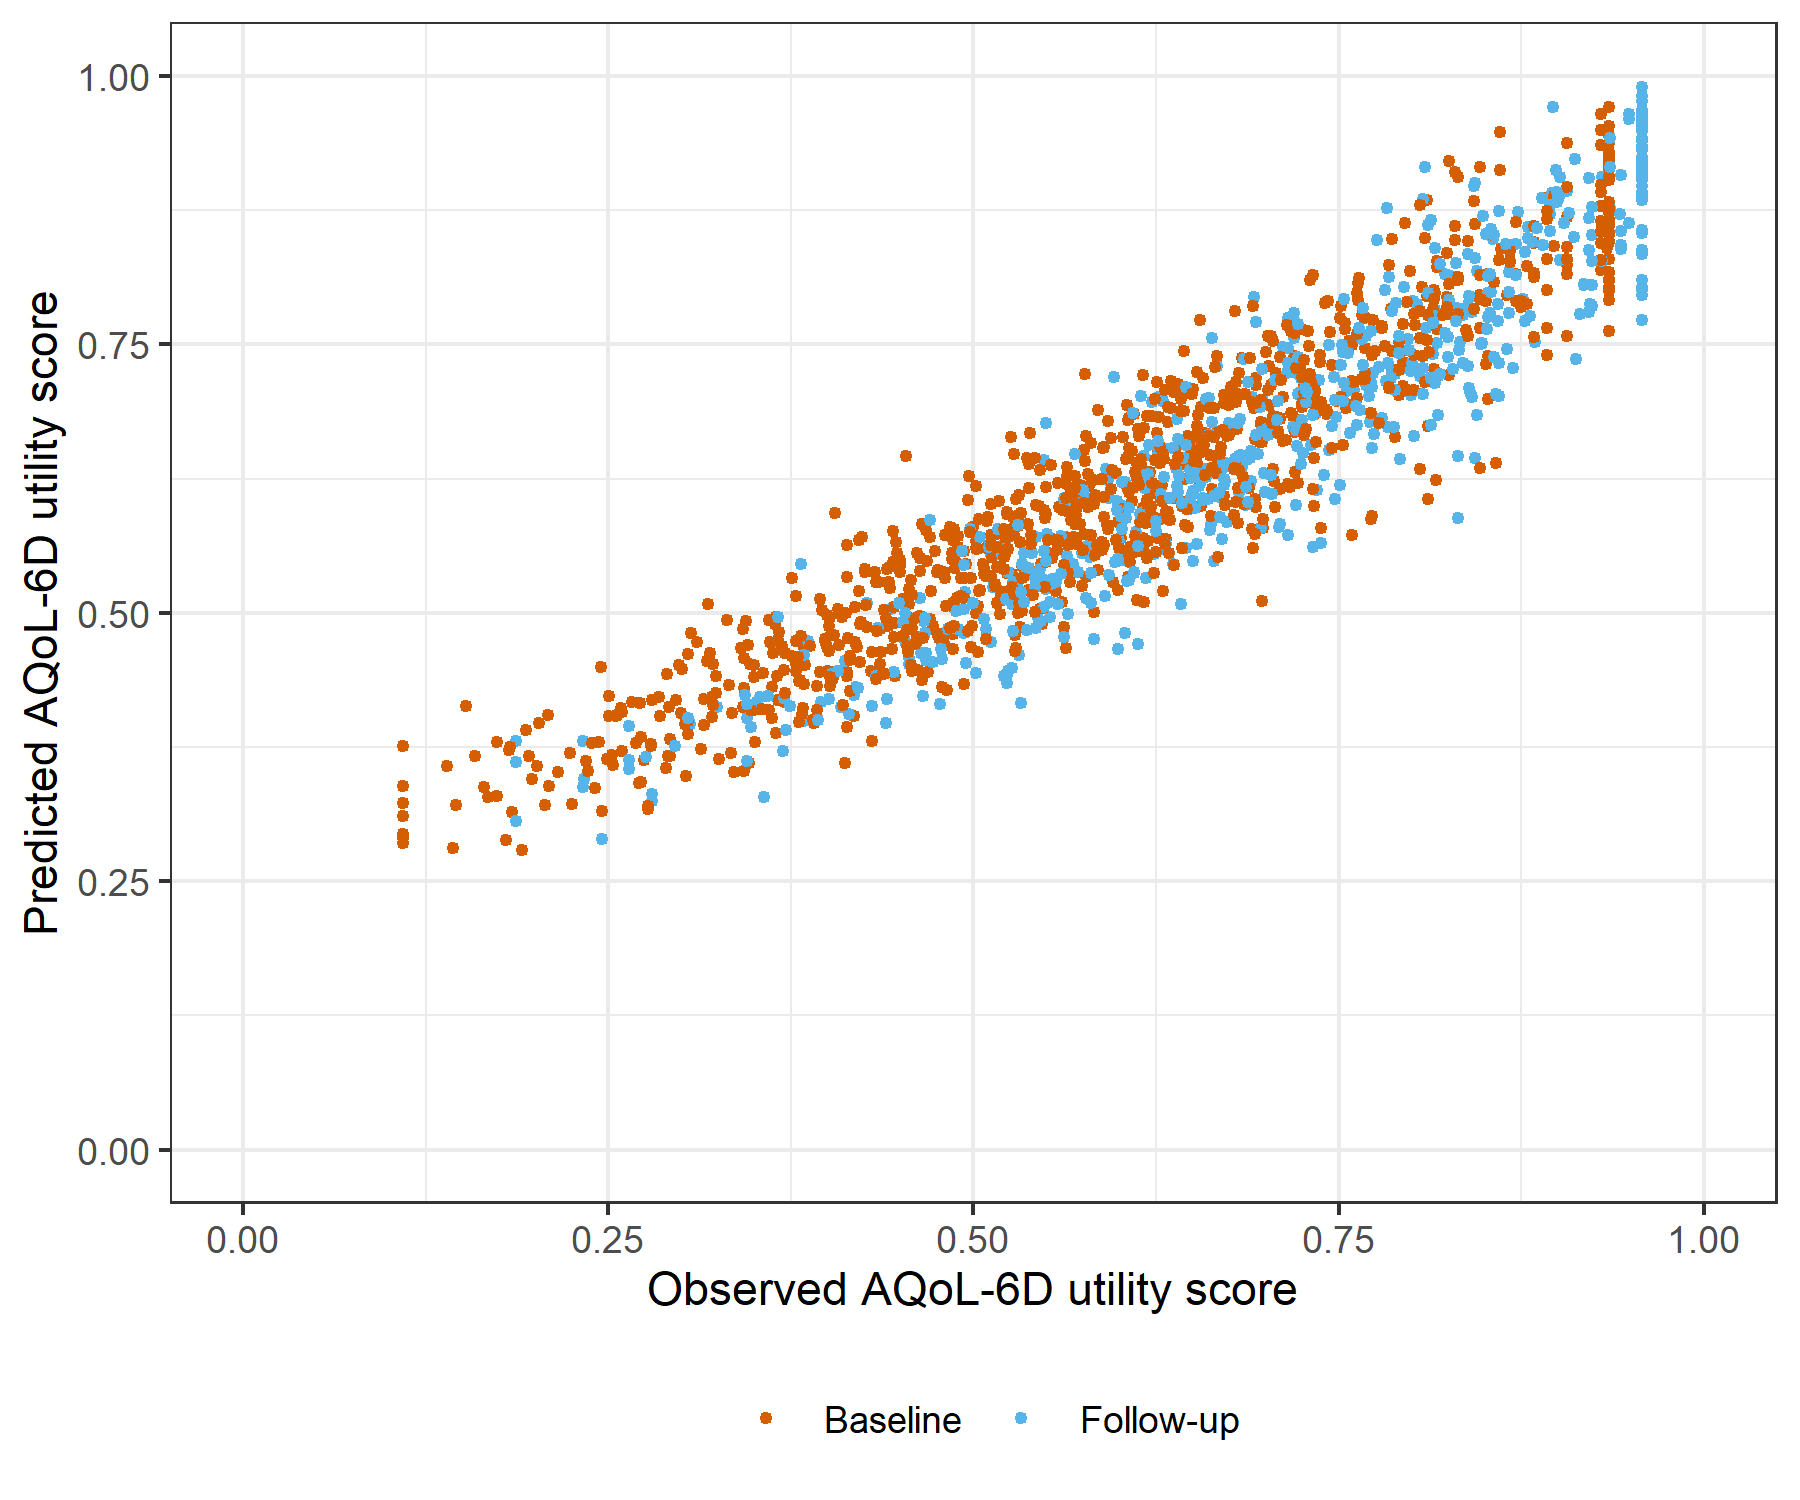 Predicted AQoL-6D utility score
1.00
0.75
0.50
0.25
0.00
0.00 0.25 0.50 0.75 1.00
Observed AQoL-6D utility score
Baseline Follow-up